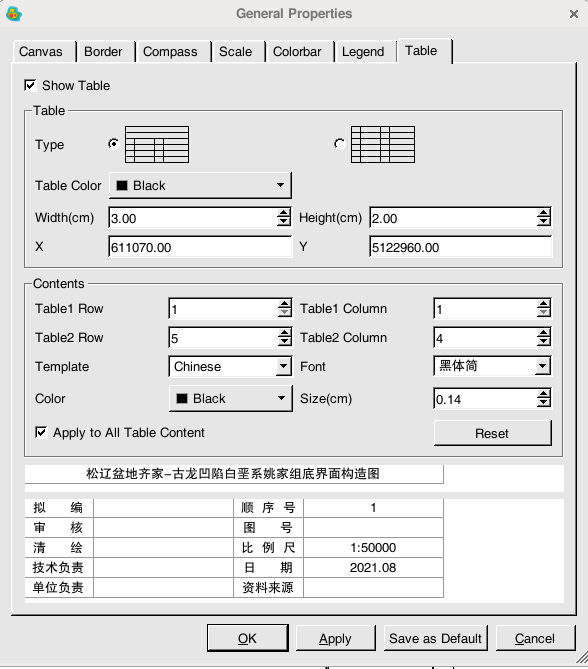 General Properties
Canvas Border Compass Scale Colorbar Legend Table
Show Table
Table
Type
Table Color Black
Width(cm) 3.00 Height(cm) 2.00
X 611070.00 Y 5122960.00
Contents
Table1 Row 1 Table1 Column 1
Table2 Row 5 Table2 Column 4
Template Chinese Font 黑体简
Color Black Size(cm) 0.14
Apply to All Table Content Reset
松辽盆地齐家-古龙凹陷白垩系姚家组底界面构造图
拟 编 顺 序 号 1
审 核 图 号
清 绘 比 例 尺 1:50000
技术负责 日 期 2021.08
单位负责 资料来源
OK Apply Save as Default Cancel